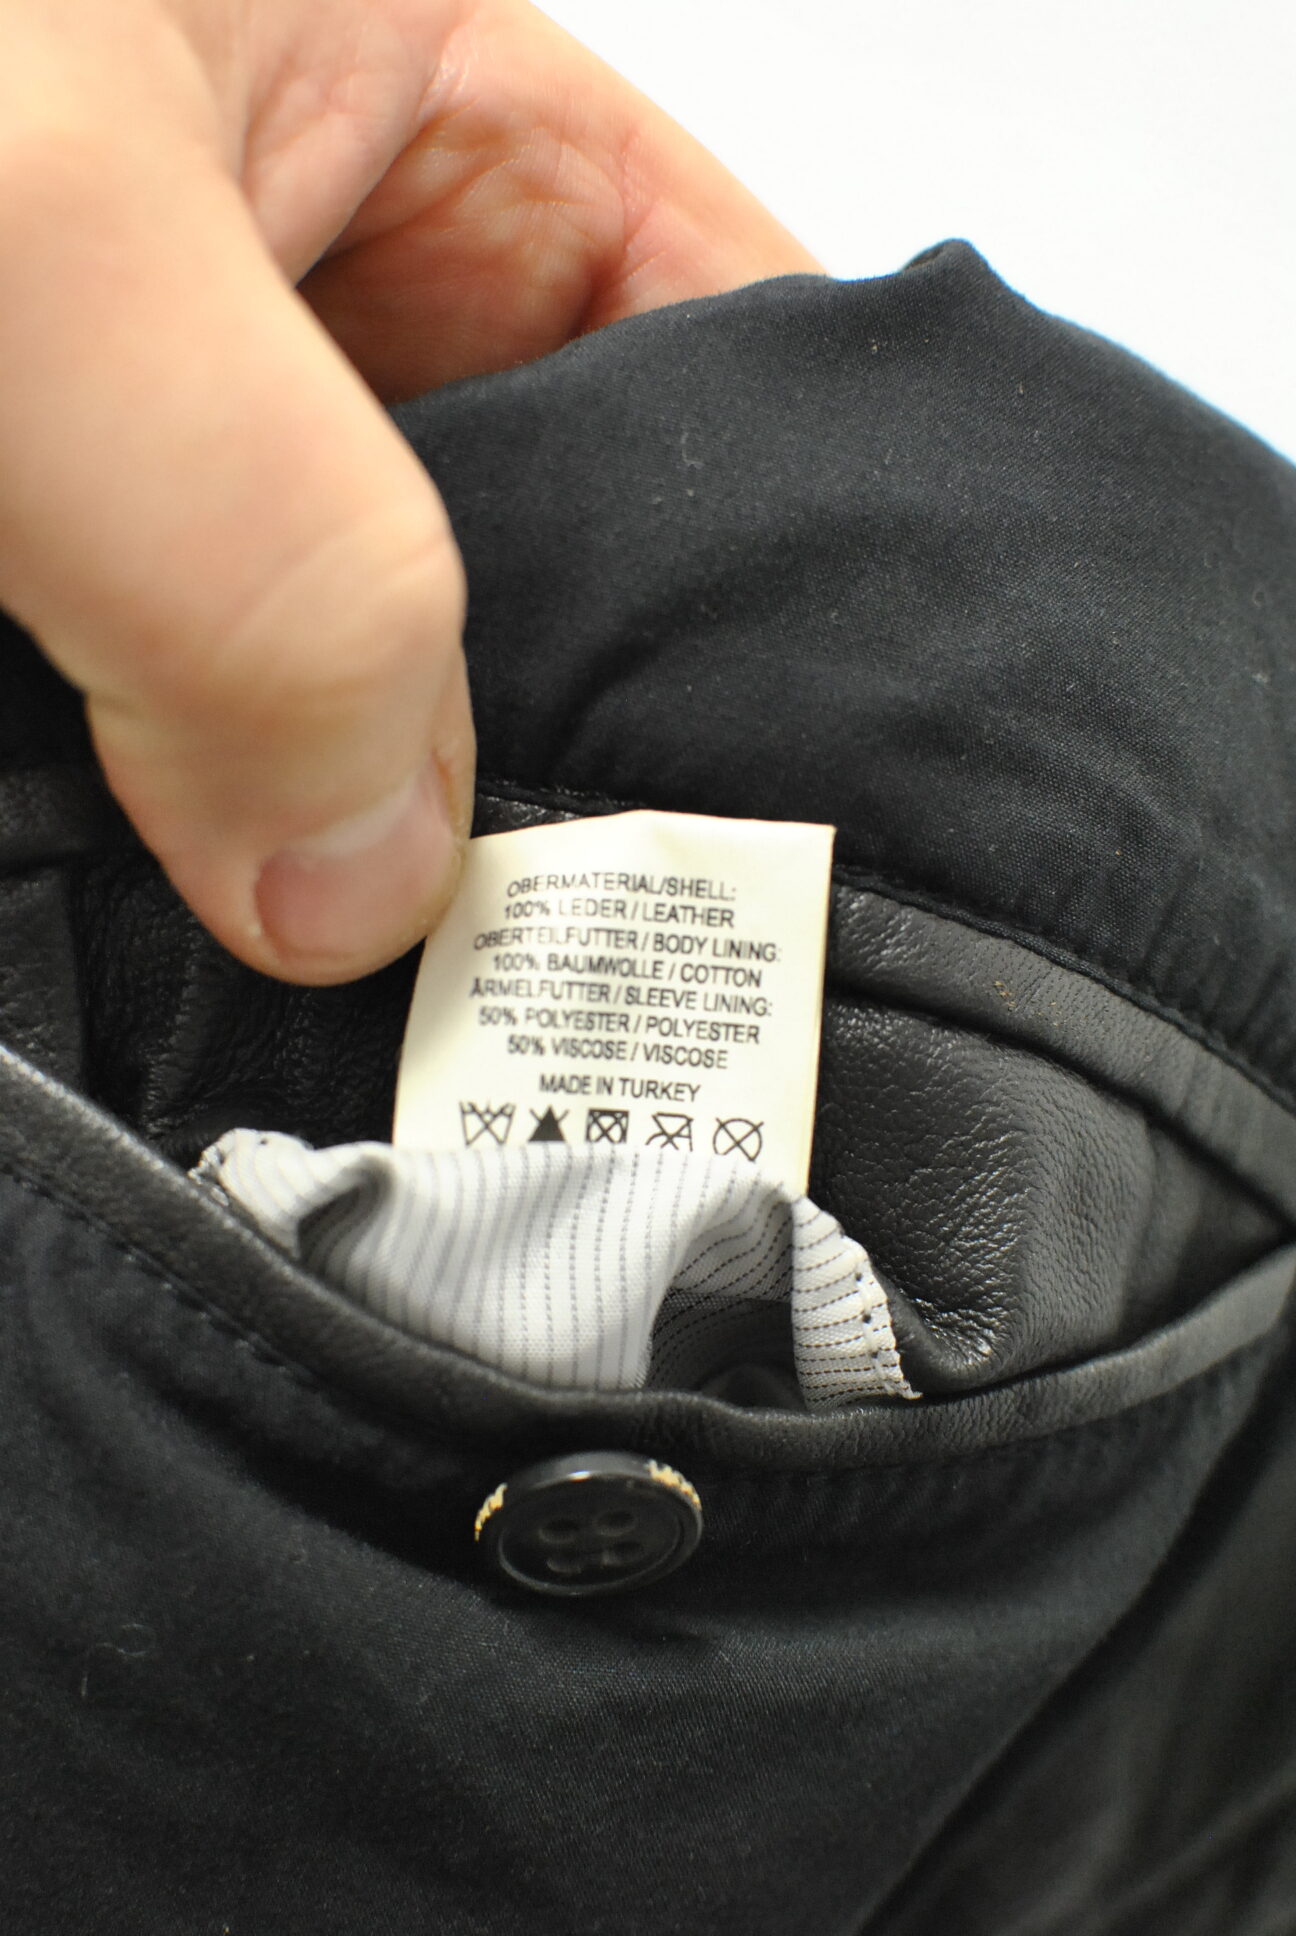 OBERMATERIAL/SHELL:
100% LEDER / LEATHER
OBERTEILFUTTER / BODY LINING:
100% BAUMWOLLE / COTTON
ARMELFUTTER / SLEEVE LINING:
50% POLYESTER / POLYESTER
50% VISCOSE / VISCOSE
MADE IN TURKEY